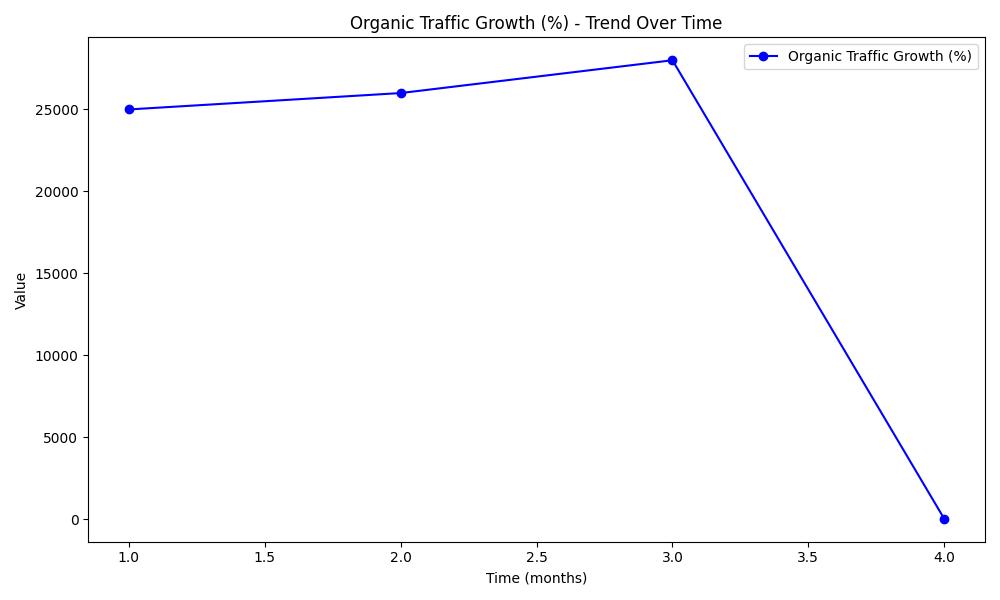 Organic Traffic Growth (%) - Trend Over Time
Organic Traffic Growth (%)
Value
25000
20000
15000
10000
5000
0
1.0 1.5 2.0 2.5 3.0 3.5 4.0
Time (months)